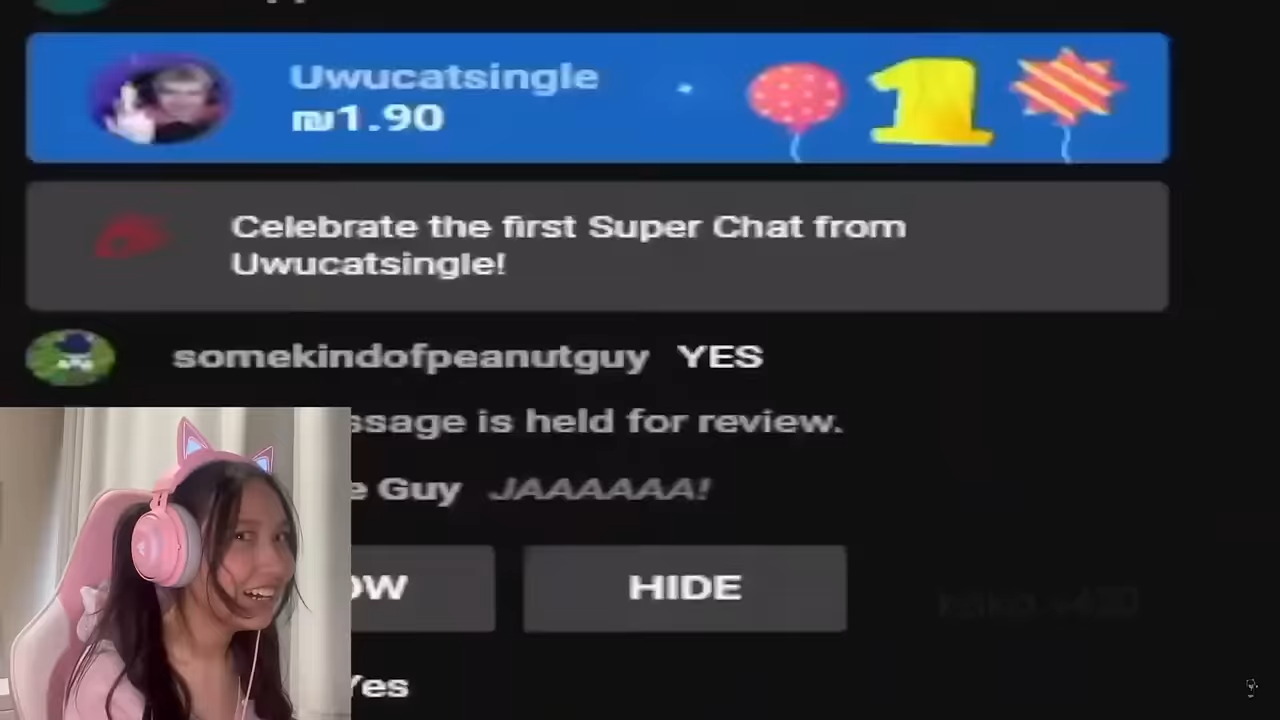 Uwucatsingle
₪1.90
1
Celebrate the first Super Chat from
Uwucatsingle!
somekindofpeanutguy YES
ssage is held for review.
e Guy JAAAAAA!
OW HIDE
Yes